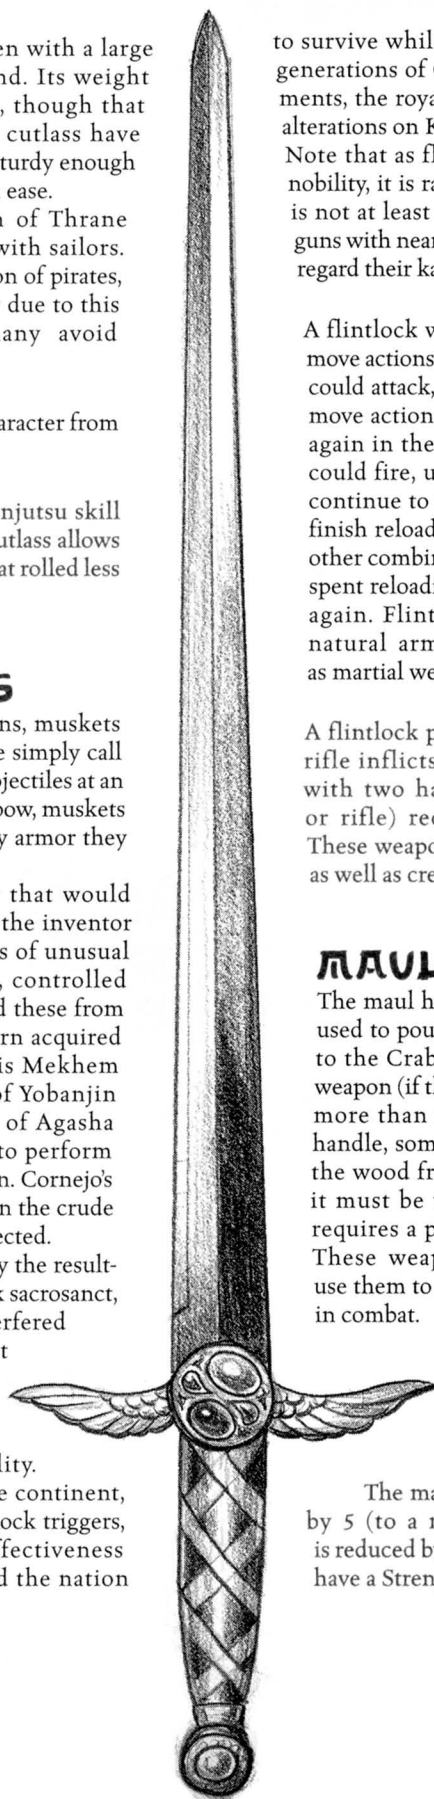 en with a large
nd. Its weight
, though that
cutlass have
turdy enough
ease.
n of Thrane
with sailors.
on of pirates,
due to this
any avoid
aracter from
njutsu skill
utlass allows
at rolled less
S
ns, muskets
e simply call
ojectiles at an
bow, muskets
y armor they
that would
the inventor
s of unusual
, controlled
d these from
rn acquired
is Mekhem
of Yobanjin
of Agasha
to perform
n. Cornejo's
n the crude
ected.
y the result-
k sacrosanct,
erfered
t
lity.
e continent,
ock triggers,
ffectiveness
d the nation
to survive whil
generations of
ments, the roya
alterations on K
Note that as fl
nobility, it is ra
is not at least
guns with near
regard their ka
A flintlock w
move actions
could attack,
move action
again in the
could fire, u
continue to
finish reload
other combin
spent reload
again. Flint
natural arm
as martial we
A flintlock p
rifle inflicts
with two ha
or rifle) rec
These weapo
as well as cre
MAUL
The maul h
used to pou
to the Crab
weapon (if th
more than
handle, som
the wood fr
it must be
requires a p
These weap
use them to
in combat.
The ma
by 5 (to a m
is reduced b
have a Stren